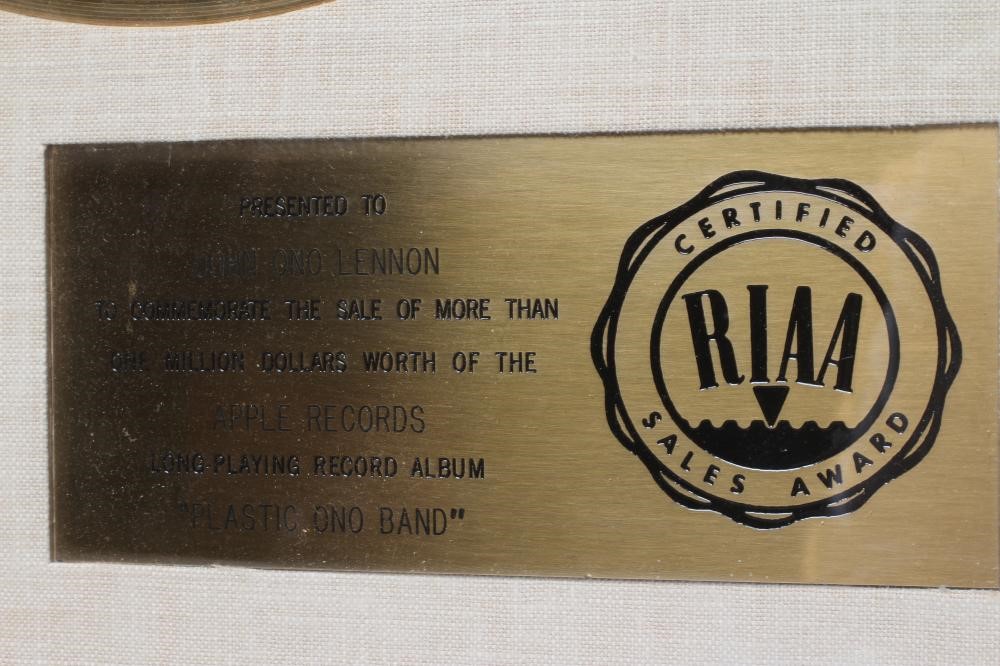 PRESENTED TO
JOHN ONO LENNON
TO COMMEMORATE THE SALE OF MORE THAN
ONE MILLION DOLLARS WORTH OF THE
APPLE RECORDS
LONG-PLAYING RECORD ALBUM
"PLASTIC ONO BAND"
CERTIFIED
RIAA
SALES AWARD